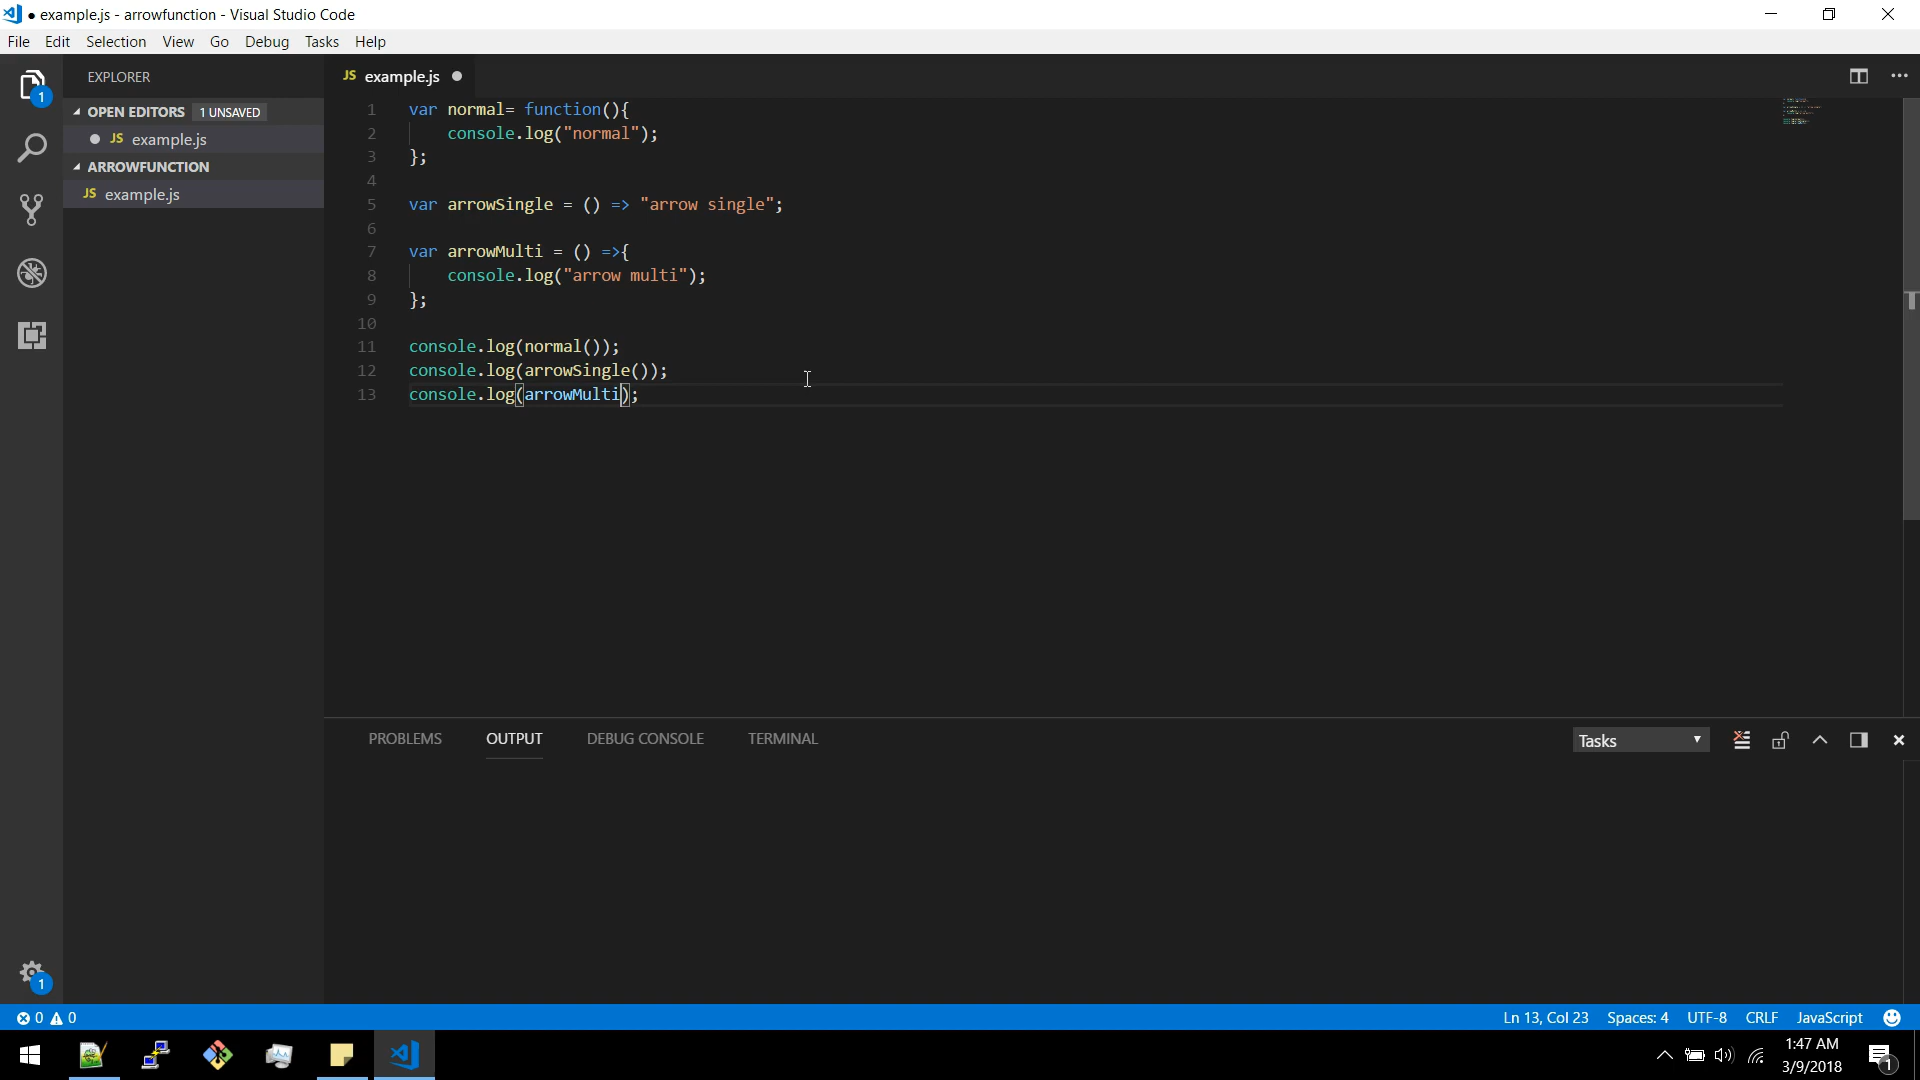 ● example.js - arrowfunction - Visual Studio Code
File Edit Selection View Go Debug Tasks Help
EXPLORER
OPEN EDITORS 1 UNSAVED
● JS example.js
ARROWFUNCTION
JS example.js
JS example.js ●
1 var normal= function(){
2     console.log("normal");
3 };
4
5 var arrowSingle = () => "arrow single";
6
7 var arrowMulti = () =>{
8     console.log("arrow multi");
9 };
10
11 console.log(normal());
12 console.log(arrowSingle());
13 console.log(arrowMulti);
PROBLEMS OUTPUT DEBUG CONSOLE TERMINAL
Tasks
1
1
0 0
Ln 13, Col 23 Spaces: 4 UTF-8 CRLF JavaScript
1:47 AM
3/9/2018
1